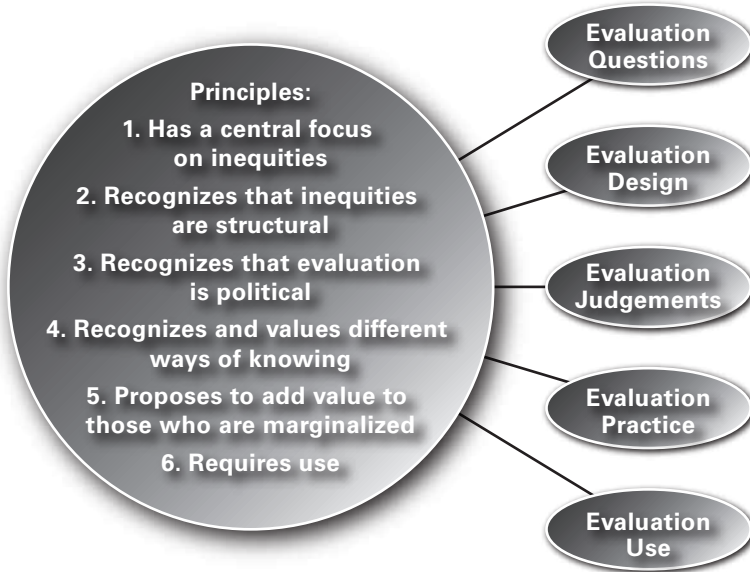 Principles:
1. Has a central focus
on inequities
2. Recognizes that inequities
are structural
3. Recognizes that evaluation
is political
4. Recognizes and values different
ways of knowing
5. Proposes to add value to
those who are marginalized
6. Requires use
Evaluation
Questions
Evaluation
Design
Evaluation
Judgements
Evaluation
Practice
Evaluation
Use